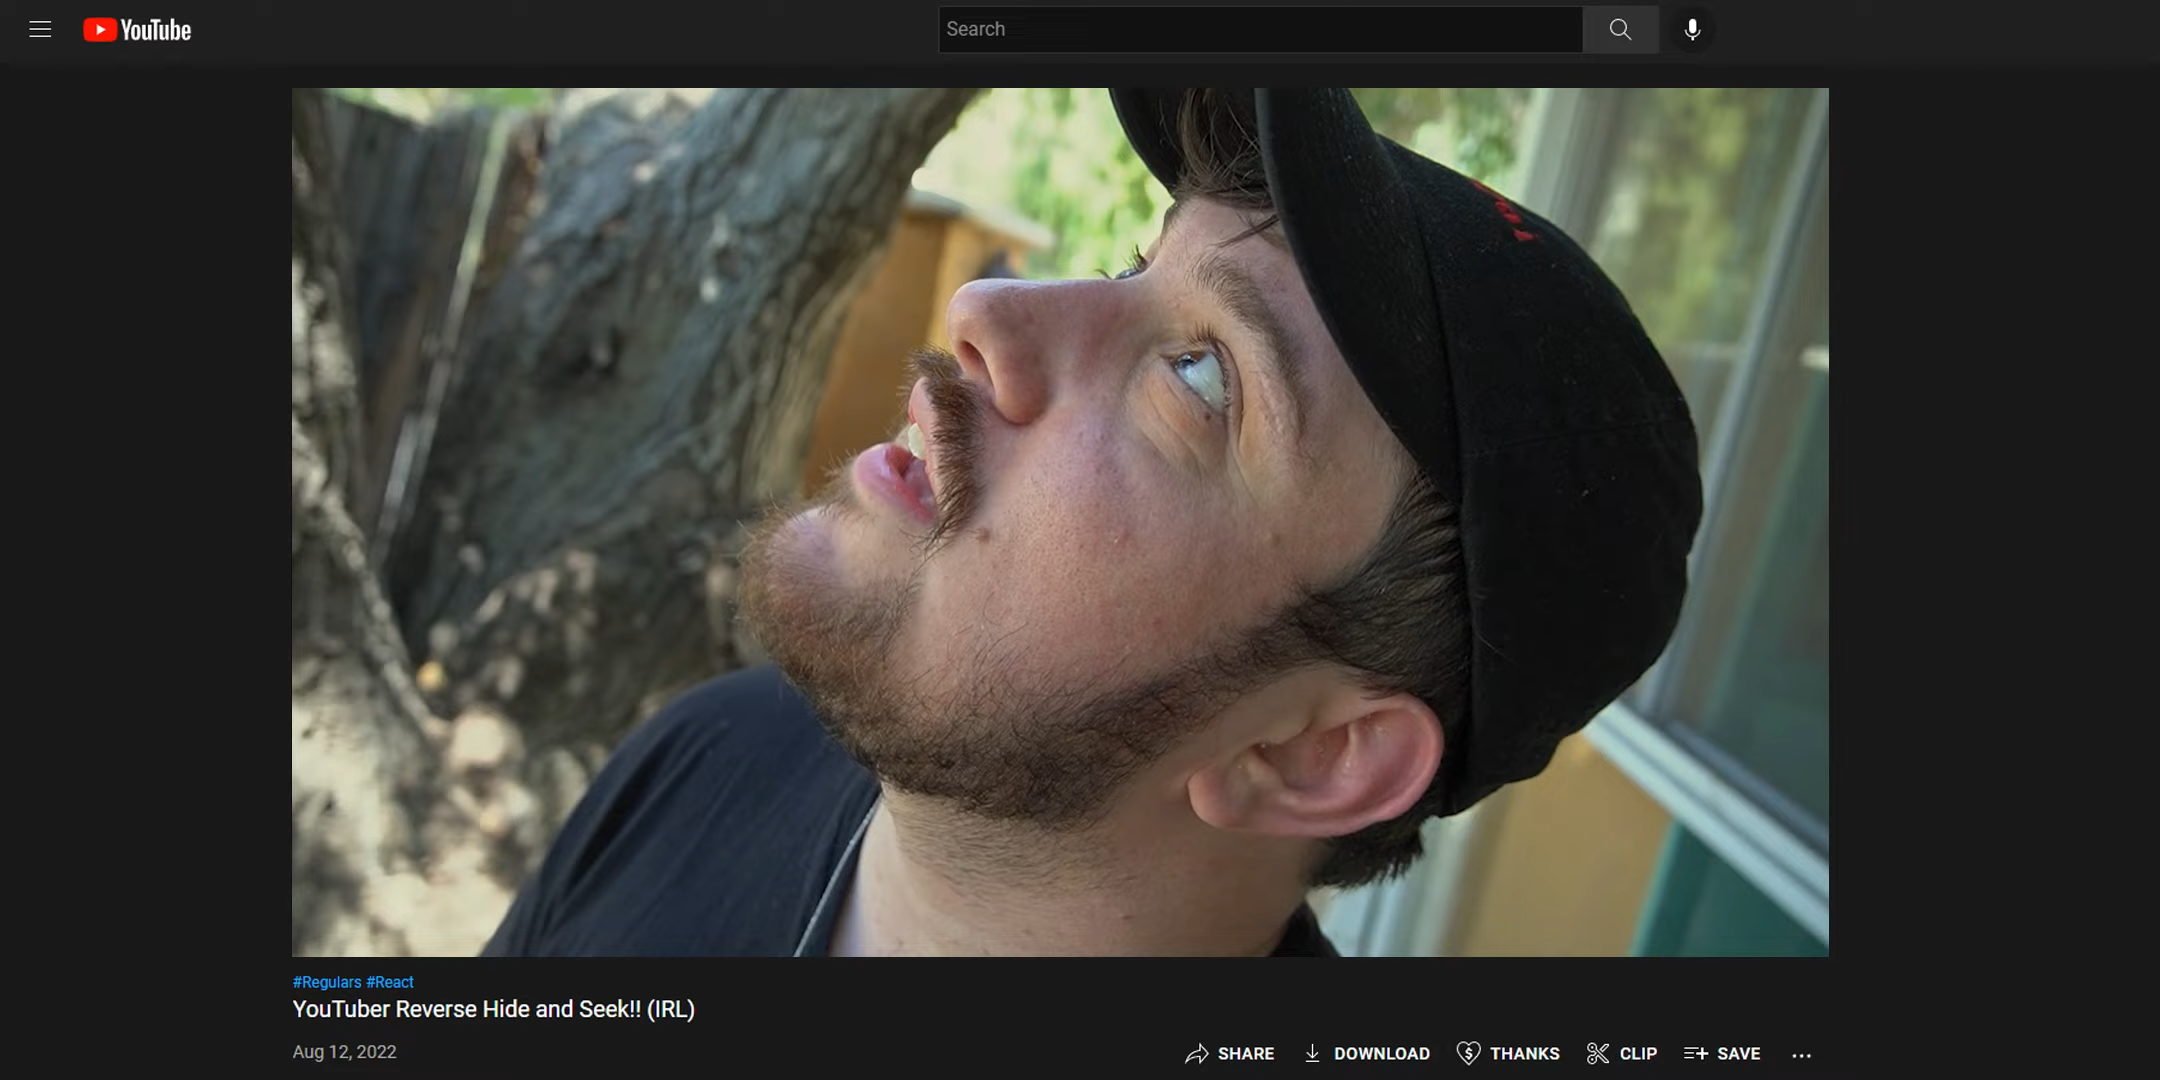 YouTube
Search
#Regulars #React
YouTuber Reverse Hide and Seek!! (IRL)
Aug 12, 2022
SHARE DOWNLOAD THANKS CLIP SAVE ...